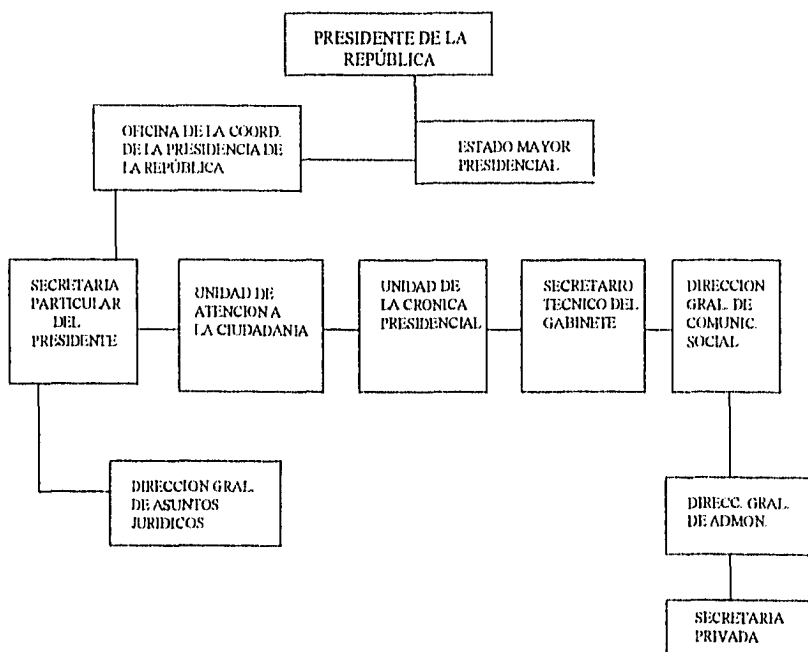 PRESIDENTE DE LA
REPÚBLICA
OFICINA DE LA COORD.
DE LA PRESIDENCIA DE
LA REPÚBLICA
ESTADO MAYOR
PRESIDENCIAL
SECRETARIA
PARTICULAR
DEL
PRESIDENTE
UNIDAD DE
ATENCION A
LA CIUDADANIA
UNIDAD DE
LA CRONICA
PRESIDENCIAL
SECRETARIO
TECNICO DEL
GABINETE
DIRECCION
GRAL. DE
COMUNIC.
SOCIAL
DIRECCION GRAL.
DE ASUNTOS
JURIDICOS
DIRECC. GRAL.
DE ADMON.
SECRETARIA
PRIVADA